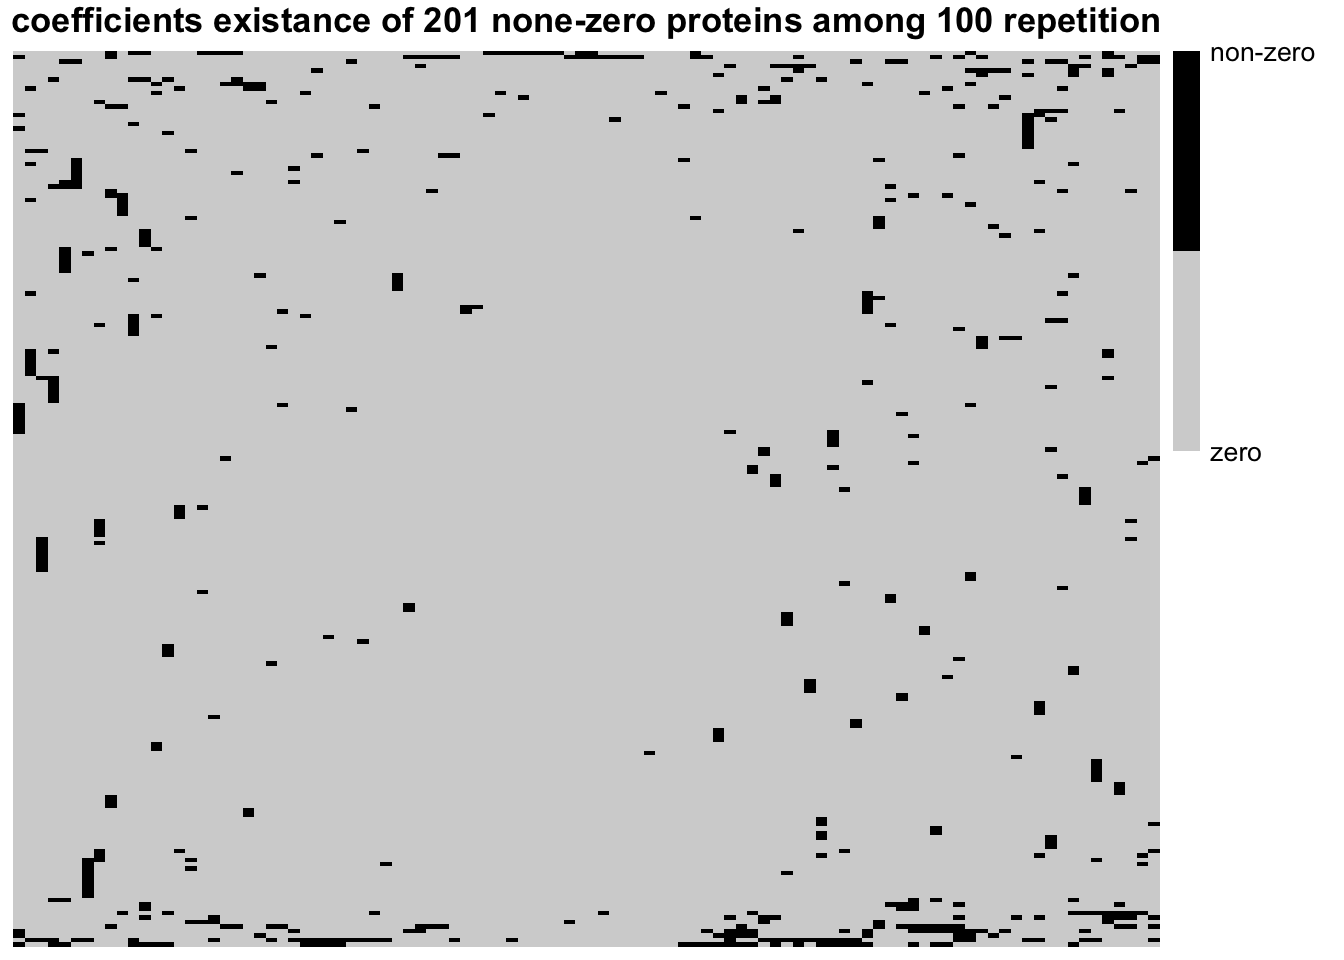 coefficients existance of 201 none-zero proteins among 100 repetition
non-zero
zero